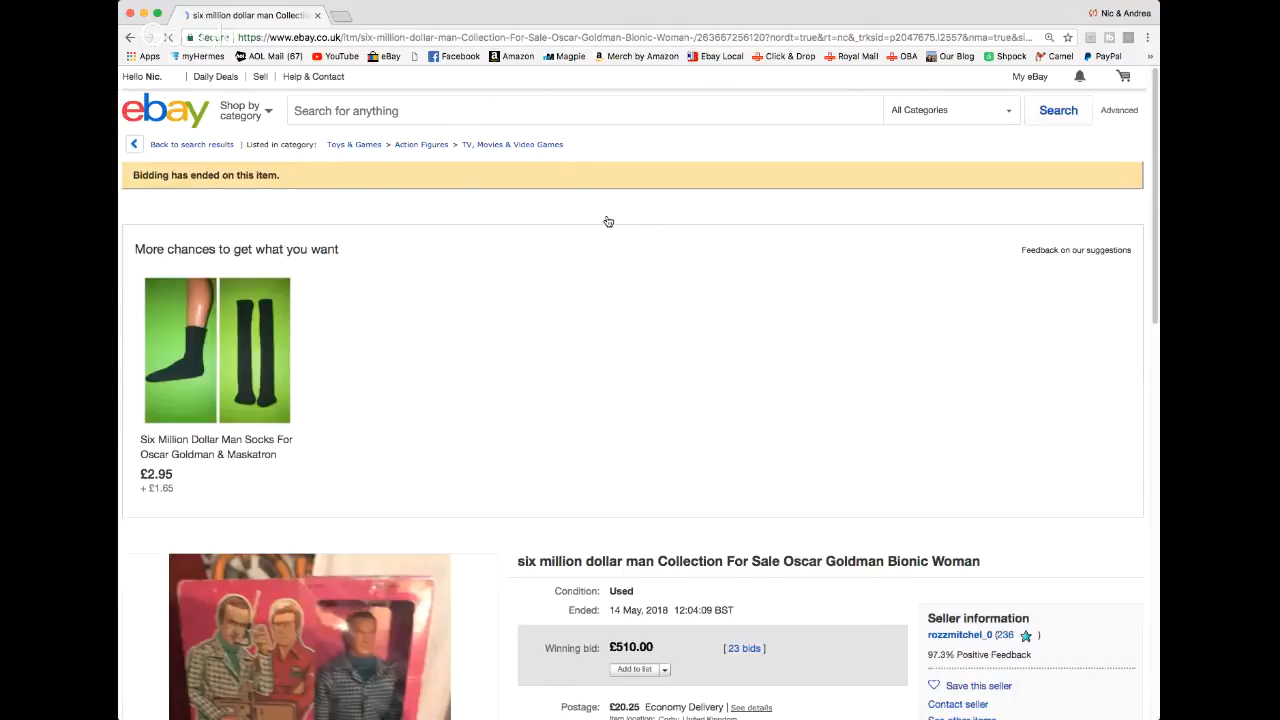 six million dollar man Collectio
Nic & Andrea
Secure
https://www.ebay.co.uk/itm/six-million-dollar-man-Collection-For-Sale-Oscar-Goldman-Bionic-Woman-/263667256120?nordt=true&rt=nc&_trksid=p2047675.l2557&nma=true&si...
Apps myHermes AOL Mail (67) YouTube eBay Facebook Amazon Magpie Merch by Amazon Ebay Local Click & Drop Royal Mail OBA Our Blog Shpock Camel PayPal »
Hello Nic. Daily Deals Sell Help & Contact My eBay
ebay Shop by category Search for anything All Categories Search Advanced
Back to search results | Listed in category: Toys & Games > Action Figures > TV, Movies & Video Games
Bidding has ended on this item.
More chances to get what you want Feedback on our suggestions
Six Million Dollar Man Socks For
Oscar Goldman & Maskatron
£2.95
+ £1.65
six million dollar man Collection For Sale Oscar Goldman Bionic Woman
Condition: Used
Ended: 14 May, 2018 12:04:09 BST
Winning bid: £510.00 [ 23 bids ]
Add to list
Postage: £20.25 Economy Delivery | See details
Item location: Corby, United Kingdom
Seller information
rozzmitchel_0 (236 )
97.3% Positive Feedback
Save this seller
Contact seller
See other items